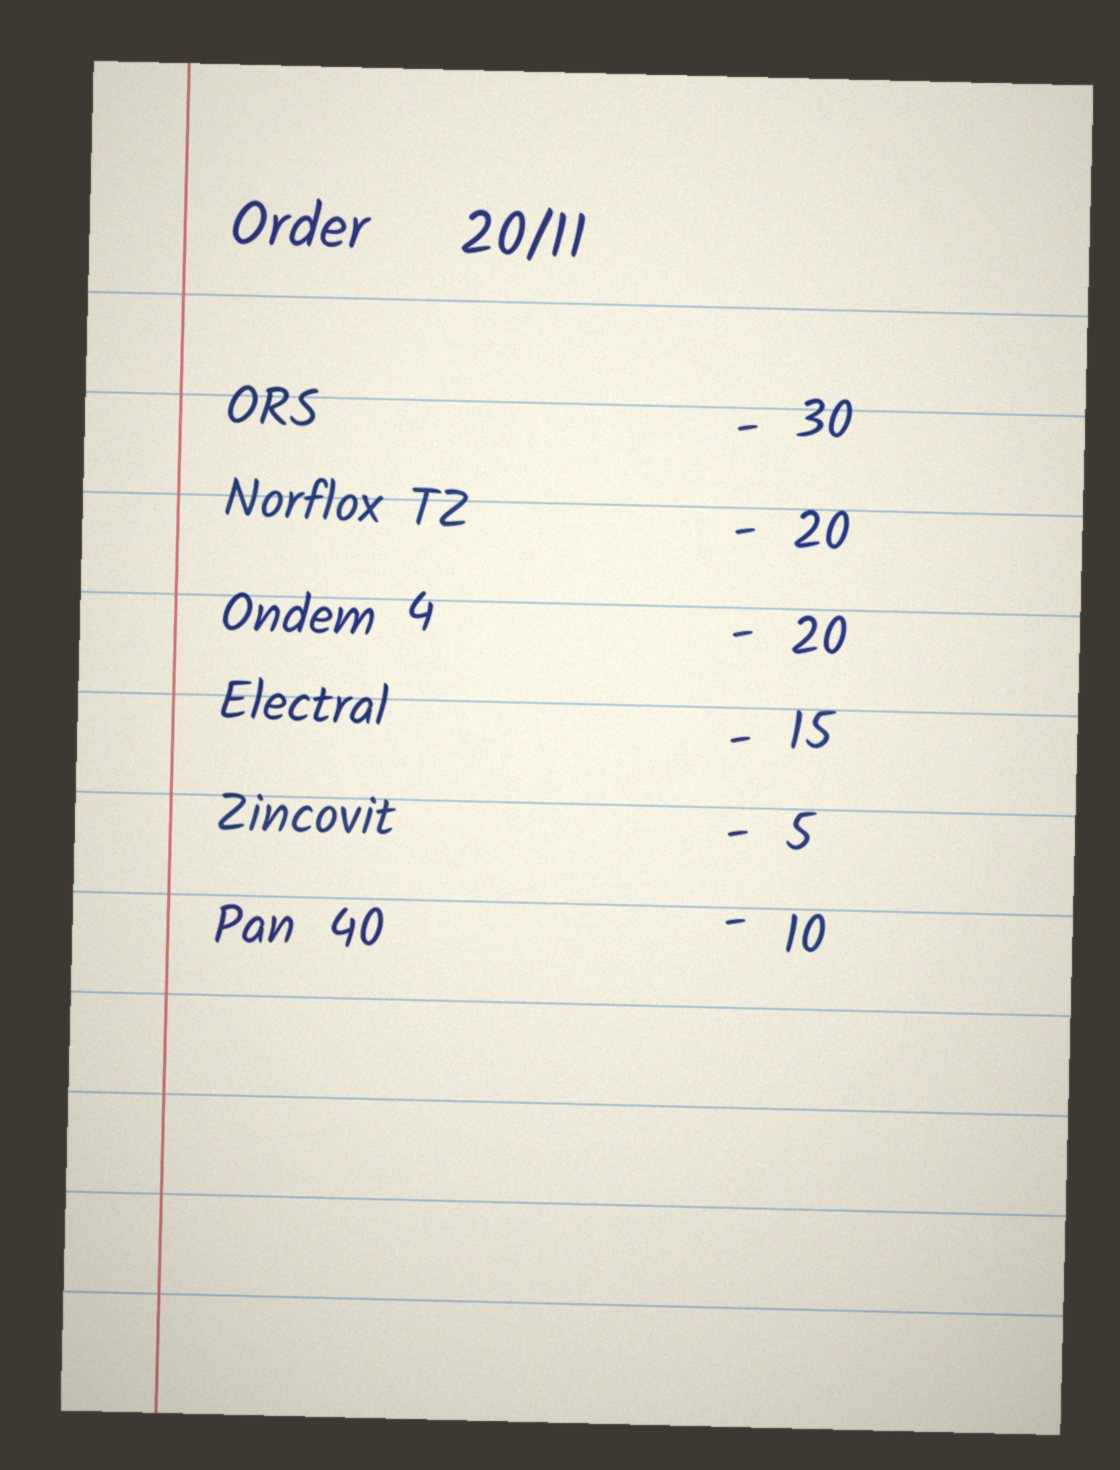 Order 20/11
ORS - 30
Norflox TZ - 20
Ondem 4 - 20
Electral - 15
Zincovit - 5
Pan 40 - 10